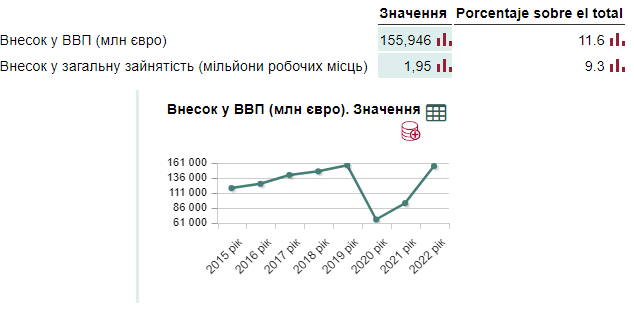 Значення Porcentaje sobre el total
Внесок у ВВП (млн євро) 155,946 11.6
Внесок у загальну зайнятість (мільйони робочих місць) 1,95 9.3
Внесок у ВВП (млн євро). Значення
161 000
136 000
111 000
86 000
61 000
2015 рік 2016 рік 2017 рік 2018 рік 2019 рік 2020 рік 2021 рік 2022 рік